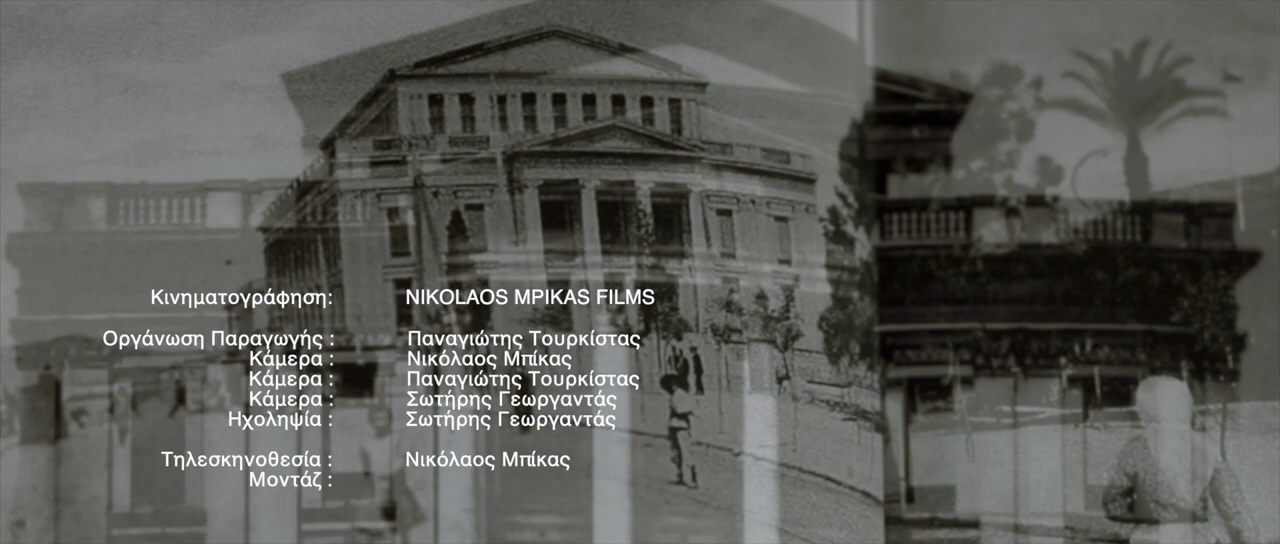 Κινηματογράφηση: NIKOLAOS MPIKAS FILMS
Οργάνωση Παραγωγής : Παναγιώτης Τουρκίστας
Κάμερα : Νικόλαος Μπίκας
Κάμερα : Παναγιώτης Τουρκίστας
Κάμερα : Σωτήρης Γεωργαντάς
Ηχοληψία : Σωτήρης Γεωργαντάς
Τηλεσκηνοθεσία : Νικόλαος Μπίκας
Μοντάζ :